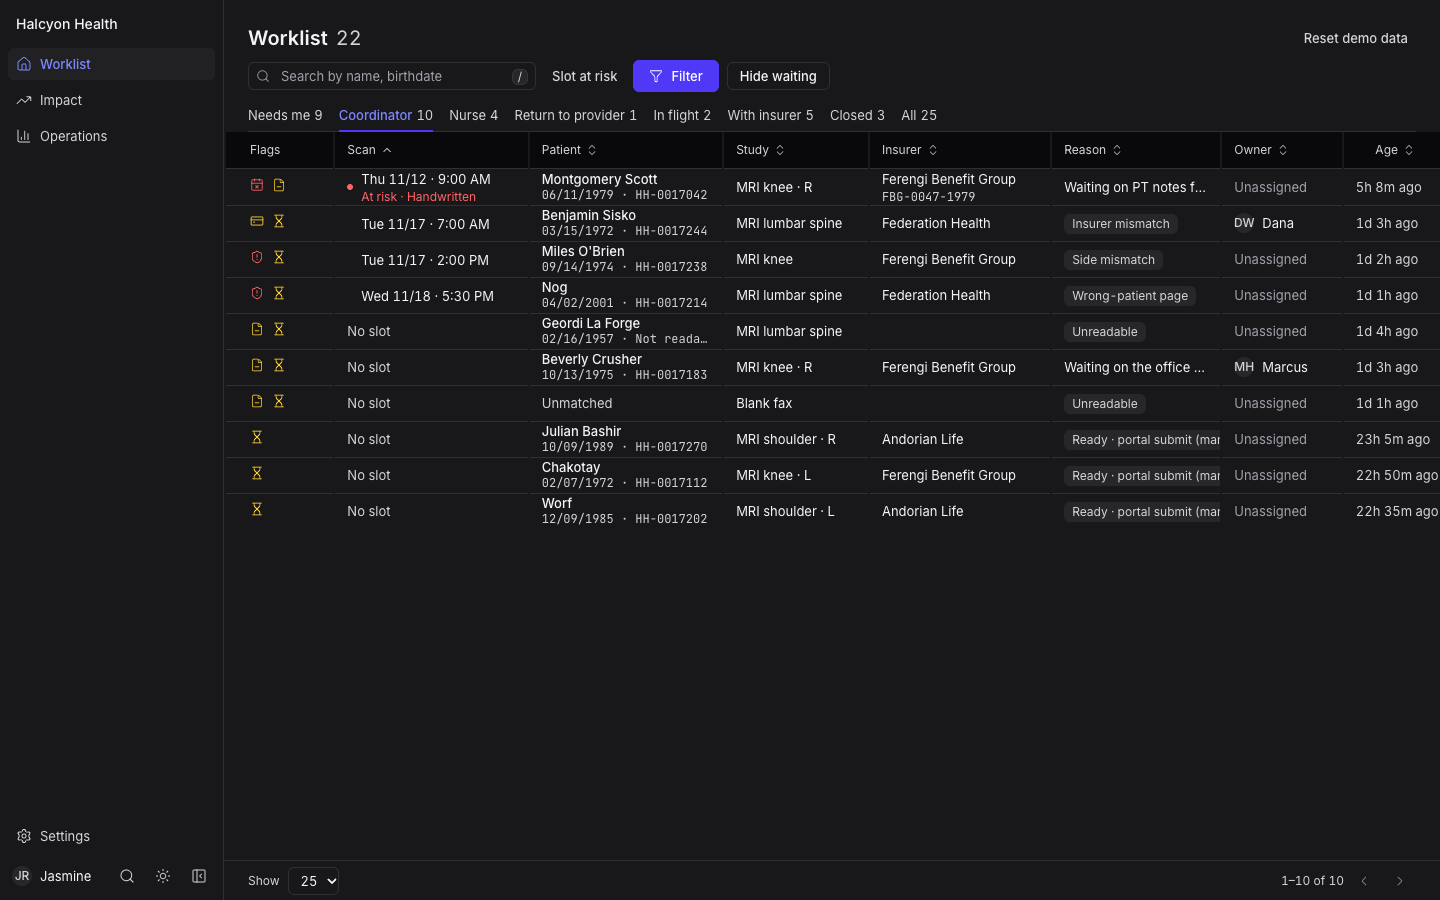 Halcyon Health
Worklist
Impact
Operations
Settings
JR Jasmine
Worklist 22
Reset demo data
Search by name, birthdate /
Slot at risk
Filter
Hide waiting
Needs me 9 Coordinator 10 Nurse 4 Return to provider 1 In flight 2 With insurer 5 Closed 3 All 25
Flags Scan Patient Study Insurer Reason Owner Age
Thu 11/12 · 9:00 AM
At risk · Handwritten
Montgomery Scott
06/11/1979 · HH-0017042
MRI knee · R
Ferengi Benefit Group
FBG-0047-1979
Waiting on PT notes f…
Unassigned
5h 8m ago
Tue 11/17 · 7:00 AM
Benjamin Sisko
03/15/1972 · HH-0017244
MRI lumbar spine
Federation Health
Insurer mismatch
DW Dana
1d 3h ago
Tue 11/17 · 2:00 PM
Miles O'Brien
09/14/1974 · HH-0017238
MRI knee
Ferengi Benefit Group
Side mismatch
Unassigned
1d 2h ago
Wed 11/18 · 5:30 PM
Nog
04/02/2001 · HH-0017214
MRI lumbar spine
Federation Health
Wrong-patient page
Unassigned
1d 1h ago
No slot
Geordi La Forge
02/16/1957 · Not reada…
MRI lumbar spine
Unreadable
Unassigned
1d 4h ago
No slot
Beverly Crusher
10/13/1975 · HH-0017183
MRI knee · R
Ferengi Benefit Group
Waiting on the office …
MH Marcus
1d 3h ago
No slot
Unmatched
Blank fax
Unreadable
Unassigned
1d 1h ago
No slot
Julian Bashir
10/09/1989 · HH-0017270
MRI shoulder · R
Andorian Life
Ready · portal submit (mar
Unassigned
23h 5m ago
No slot
Chakotay
02/07/1972 · HH-0017112
MRI knee · L
Ferengi Benefit Group
Ready · portal submit (mar
Unassigned
22h 50m ago
No slot
Worf
12/09/1985 · HH-0017202
MRI shoulder · L
Andorian Life
Ready · portal submit (mar
Unassigned
22h 35m ago
Show 25
1–10 of 10